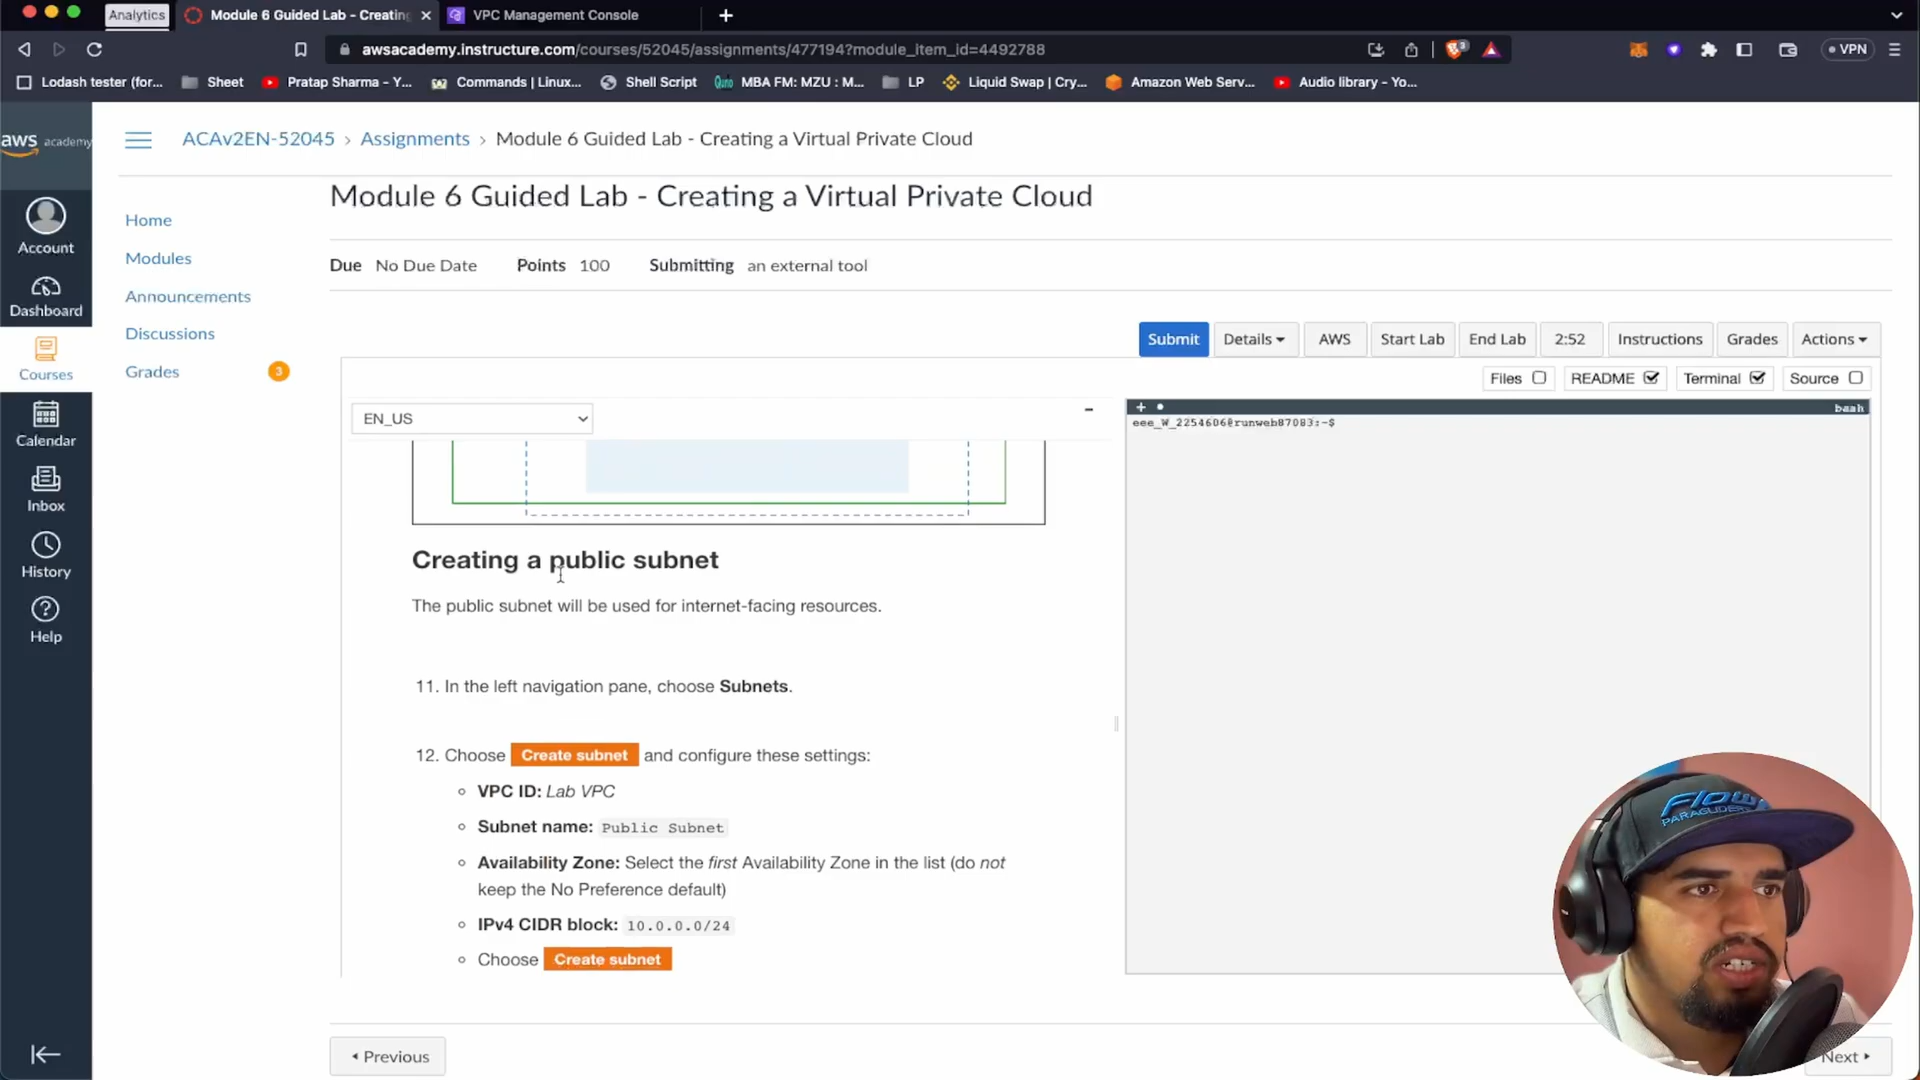 Analytics
Module 6 Guided Lab - Creating
VPC Management Console
awsacademy.instructure.com/courses/52045/assignments/477194?module_item_id=4492788
3
VPN
Lodash tester (for...
Sheet
Pratap Sharma - Y...
Commands | Linux...
Shell Script
MBA FM: MZU : M...
LP
Liquid Swap | Cry...
Amazon Web Serv...
Audio library - Yo...
aws academy
ACAv2EN-52045 › Assignments › Module 6 Guided Lab - Creating a Virtual Private Cloud
Account
Dashboard
Courses
Calendar
Inbox
History
Help
Home
Modules
Announcements
Discussions
Grades
3
Module 6 Guided Lab - Creating a Virtual Private Cloud
Due No Due Date Points 100 Submitting an external tool
Submit
Details
AWS
Start Lab
End Lab
2:52
Instructions
Grades
Actions
Files
README
Terminal
Source
EN_US
Creating a public subnet
The public subnet will be used for internet-facing resources.
11. In the left navigation pane, choose Subnets.
12. Choose Create subnet and configure these settings:
VPC ID: Lab VPC
Subnet name: Public Subnet
Availability Zone: Select the first Availability Zone in the list (do not
keep the No Preference default)
IPv4 CIDR block: 10.0.0.0/24
Choose Create subnet
bash
eee_W_2254606@runweb87083:~$
Flow
PARAGLIDERS
Previous
Next